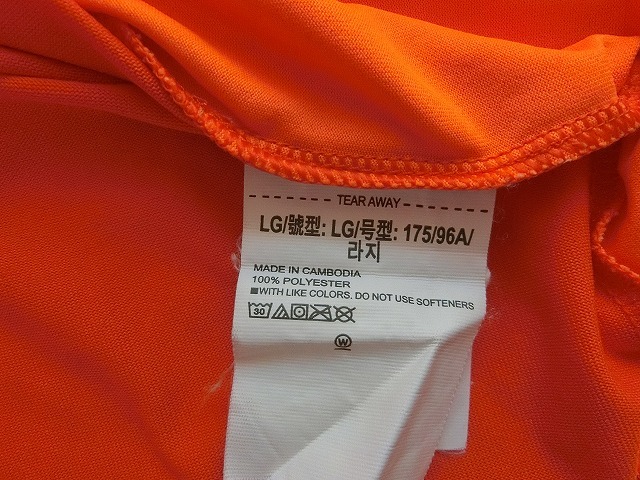 TEAR AWAY
LG/號型: LG/号型: 175/96A/
라지
MADE IN CAMBODIA
100% POLYESTER
■WITH LIKE COLORS. DO NOT USE SOFTENERS
30
W